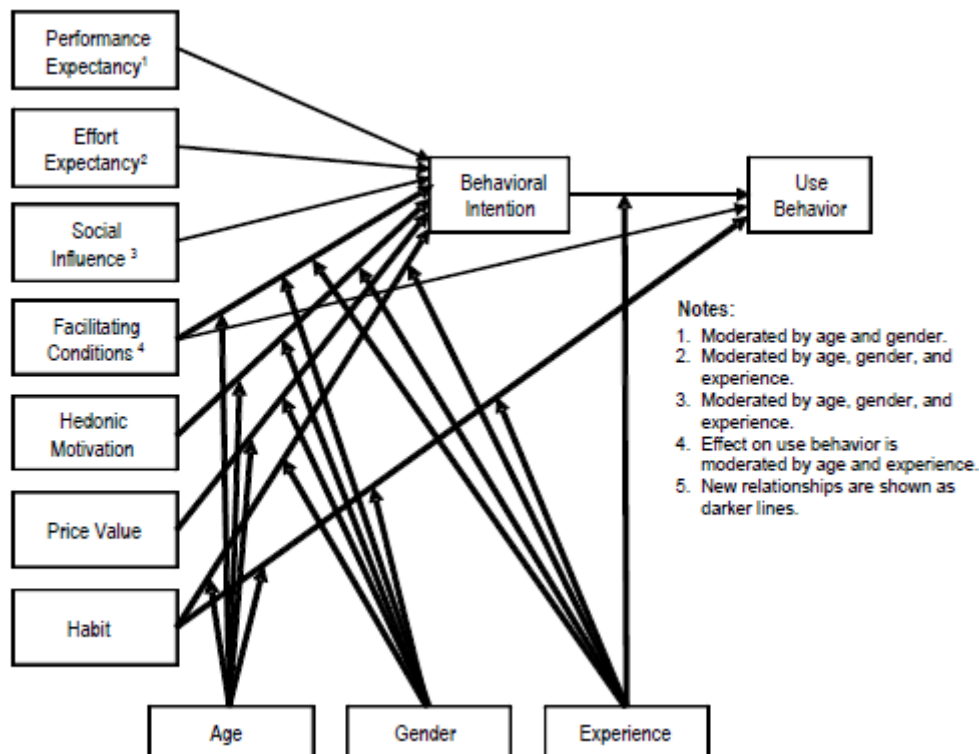 Performance
Expectancy¹
Effort
Expectancy²
Social
Influence ³
Facilitating
Conditions ⁴
Hedonic
Motivation
Price Value
Habit
Behavioral
Intention
Use
Behavior
Notes:
1. Moderated by age and gender.
2. Moderated by age, gender, and
experience.
3. Moderated by age, gender, and
experience.
4. Effect on use behavior is
moderated by age and experience.
5. New relationships are shown as
darker lines.
Age
Gender
Experience